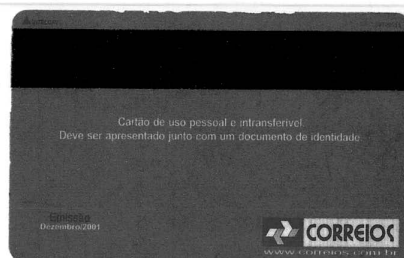 Cartão de uso pessoal e intransferível
Deve ser apresentado junto com um documento de identidade
Emissão
Dezembro/2001
CORREIOS
www.correios.com.br